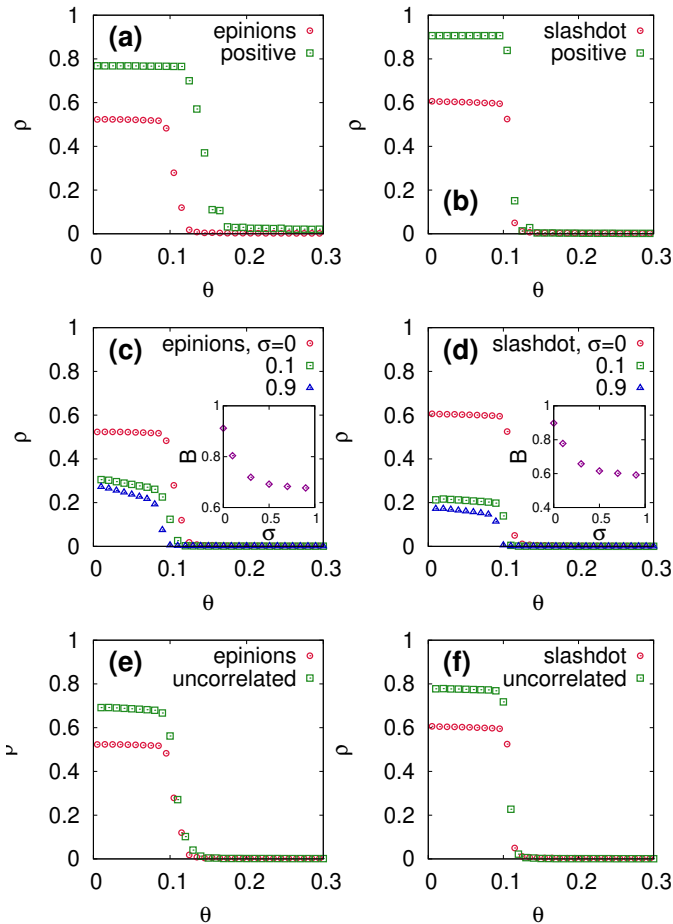 (a)
epinions
positive
1
0.8
0.6
0.4
0.2
0
ρ
0 0.1 0.2 0.3
θ
(b)
slashdot
positive
1
0.8
0.6
0.4
0.2
0
ρ
0 0.1 0.2 0.3
θ
(c)
epinions, σ=0
0.1
0.9
1
0.8
0.6
0.4
0.2
0
ρ
0 0.1 0.2 0.3
θ
1
0.8
0.6
B
0 0.5 1
σ
(d)
slashdot, σ=0
0.1
0.9
1
0.8
0.6
0.4
0.2
0
ρ
0 0.1 0.2 0.3
θ
1
0.8
0.6
0.4
B
0 0.5 1
σ
(e)
epinions
uncorrelated
1
0.8
0.6
0.4
0.2
0
ρ
0 0.1 0.2 0.3
θ
(f)
slashdot
uncorrelated
1
0.8
0.6
0.4
0.2
0
ρ
0 0.1 0.2 0.3
θ